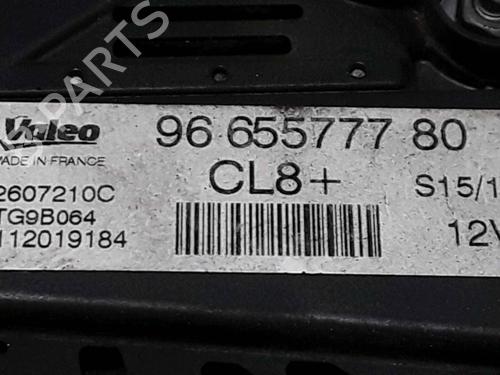 Valeo
MADE IN FRANCE
96 655777 80
CL8+
S15/1
2607210C
TG9B064
112019184
12V
B-PARTS